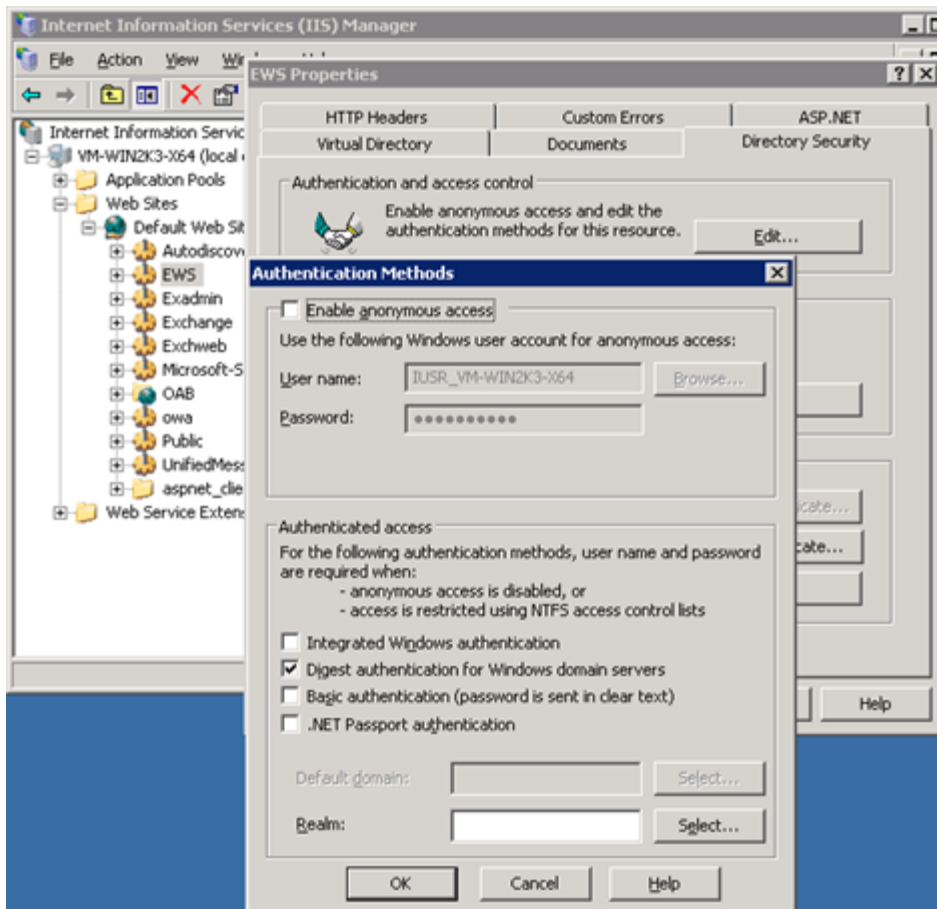 Internet Information Services (IIS) Manager
File Action View
EWS Properties
HTTP Headers Custom Errors ASP.NET
Virtual Directory Documents Directory Security
Internet Information
VM-WIN2K3-X64 (local
Application Pools
Web Sites
Default Web
Autodiscov
EWS
Exadmin
Exchange
Exchweb
Microsoft-S
OAB
owa
Public
UnifiedMess
aspnet_clie
Web Service Exten
Authentication and access control
Enable anonymous access and edit the
authentication methods for this resource.
Edit...
Authentication Methods
Enable anonymous access
Use the following Windows user account for anonymous access:
User name: IUSR_VM-WIN2K3-X64 Browse...
Password: ●●●●●●●●●●
Authenticated access
For the following authentication methods, user name and password
are required when:
- anonymous access is disabled, or
- access is restricted using NTFS access control lists
Integrated Windows authentication
Digest authentication for Windows domain servers
Basic authentication (password is sent in clear text)
.NET Passport authentication
Default domain: Select...
Realm: Select...
OK Cancel Help
icate...
cate...
Help